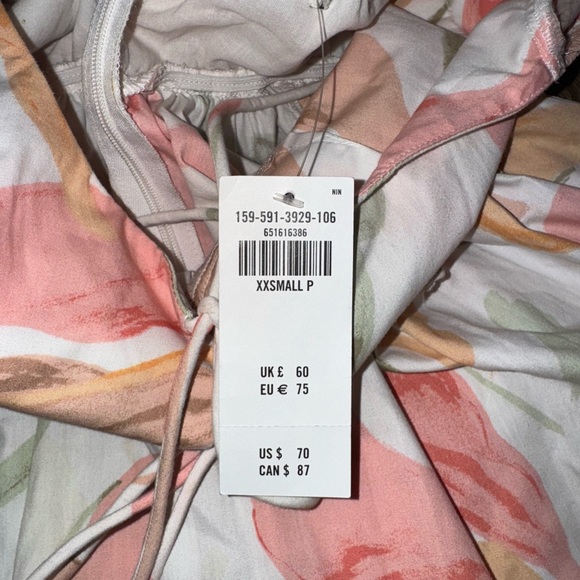 NIN
159-591-3929-106
651616386
XXSMALL P
UK £ 60
EU € 75
US $ 70
CAN $ 87